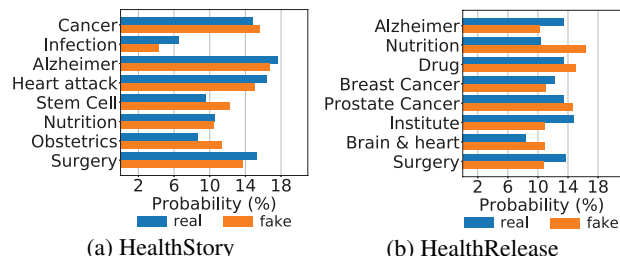 Cancer
Infection
Alzheimer
Heart attack
Stem Cell
Nutrition
Obstetrics
Surgery
2 6 10 14 18
Probability (%)
real fake
(a) HealthStory
Alzheimer
Nutrition
Drug
Breast Cancer
Prostate Cancer
Institute
Brain & heart
Surgery
2 6 10 14 18
Probability (%)
real fake
(b) HealthRelease